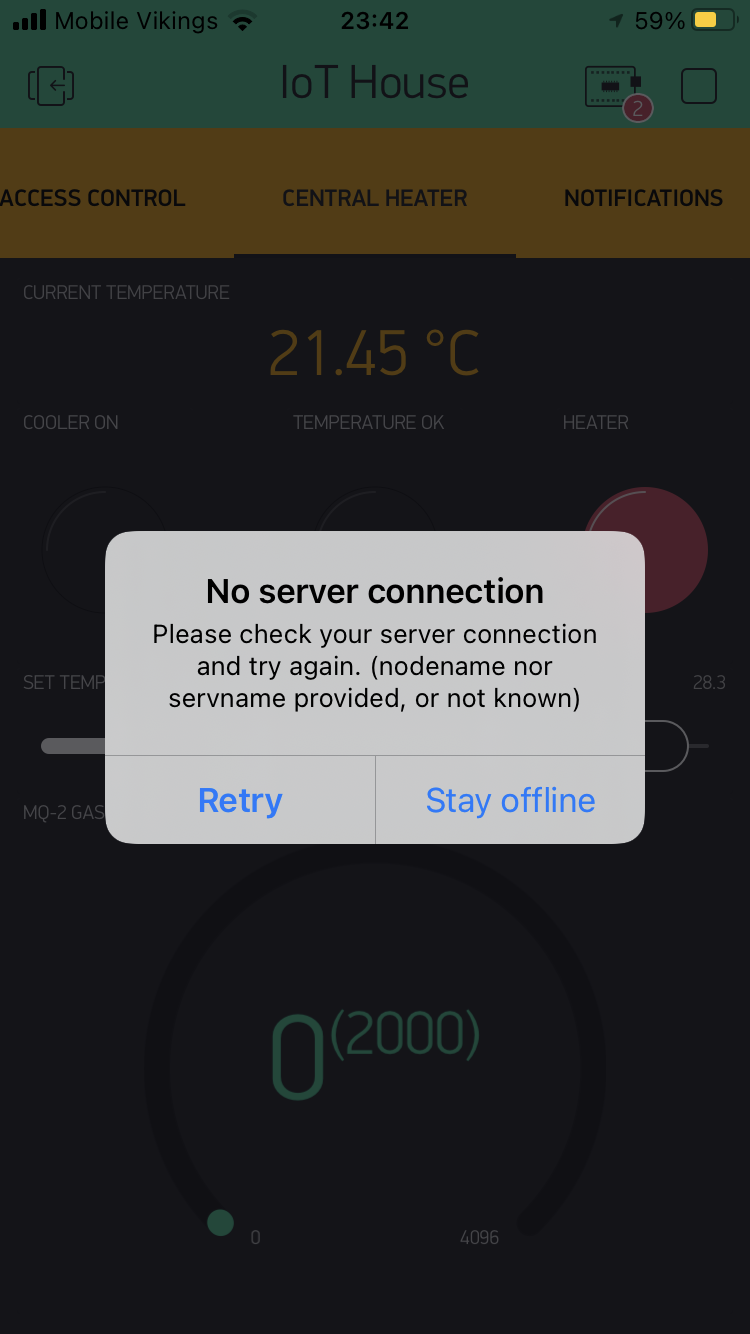 Mobile Vikings 23:42 59%
IoT House
2
ACCESS CONTROL CENTRAL HEATER NOTIFICATIONS
CURRENT TEMPERATURE
21.45 °C
COOLER ON TEMPERATURE OK HEATER
No server connection
Please check your server connection
and try again. (nodename nor
servname provided, or not known)
SET TEMP 28.3
Retry Stay offline
MQ-2 GAS
0(2000)
0 4096